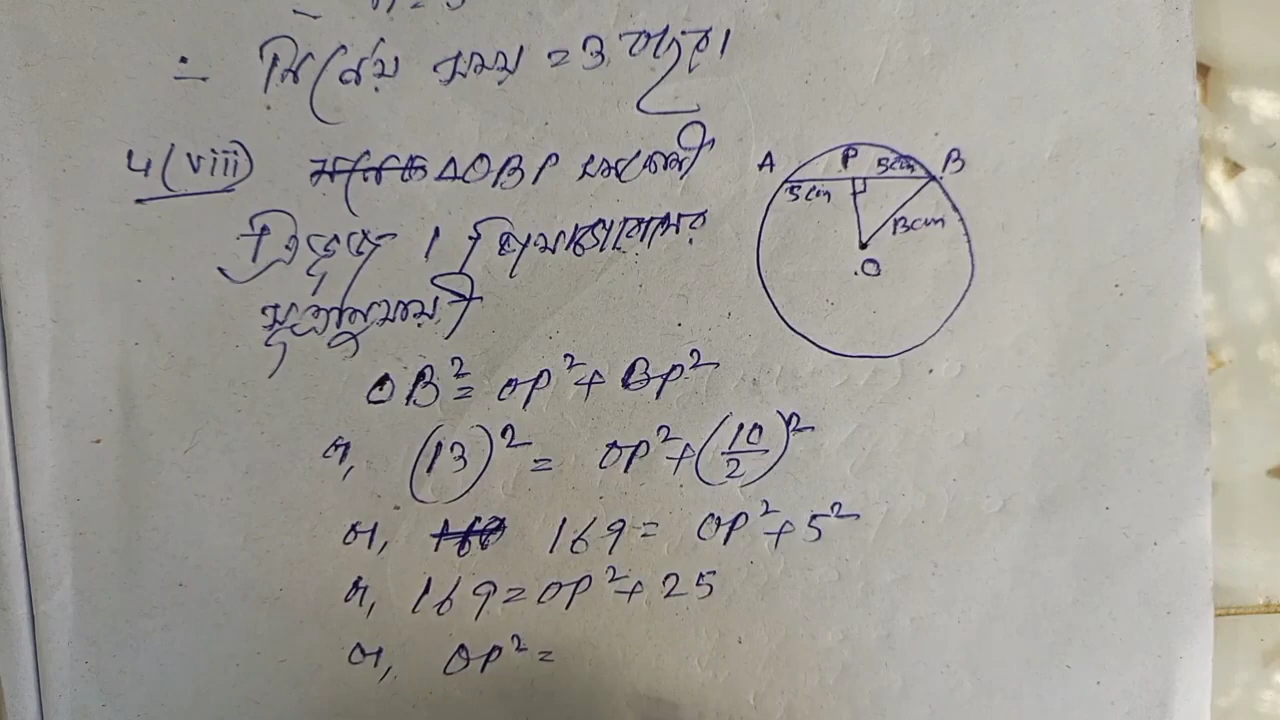 ∴ নির্ণেয় সময় = 3 বছর।
4(viii) ΔOBP সমকোণী
ত্রিভুজ। পিথাগোরাসের
সূত্রানুযায়ী
A P 5cm B
5cm
13cm
O
OB² = OP² + BP²
বা, (13)² = OP² + (10/2)²
বা, 169 = OP² + 5²
বা, 169 = OP² + 25
বা, OP² =